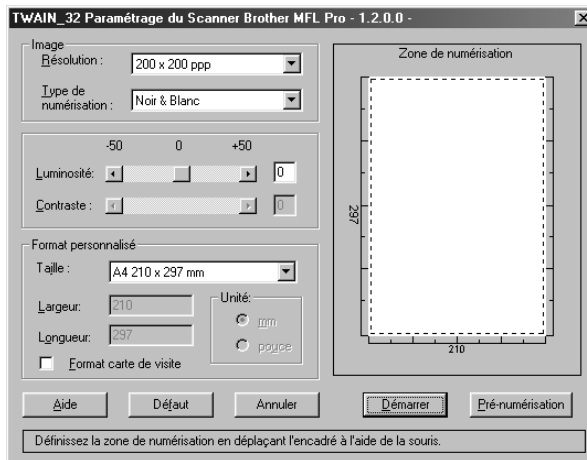 TWAIN_32 Paramétrage du Scanner Brother MFL Pro - 1.2.0.0 -
Image
Résolution :
200 x 200 ppp
Type de
numérisation :
Noir & Blanc
-50 0 +50
Luminosité: 0
Contraste : 0
Format personnalisé
Taille :
A4 210 x 297 mm
Largeur: 210
Longueur: 297
Unité:
mm
pouce
Format carte de visite
Zone de numérisation
297
210
Aide Défaut Annuler Démarrer Pré-numérisation
Définissez la zone de numérisation en déplaçant l'encadré à l'aide de la souris.